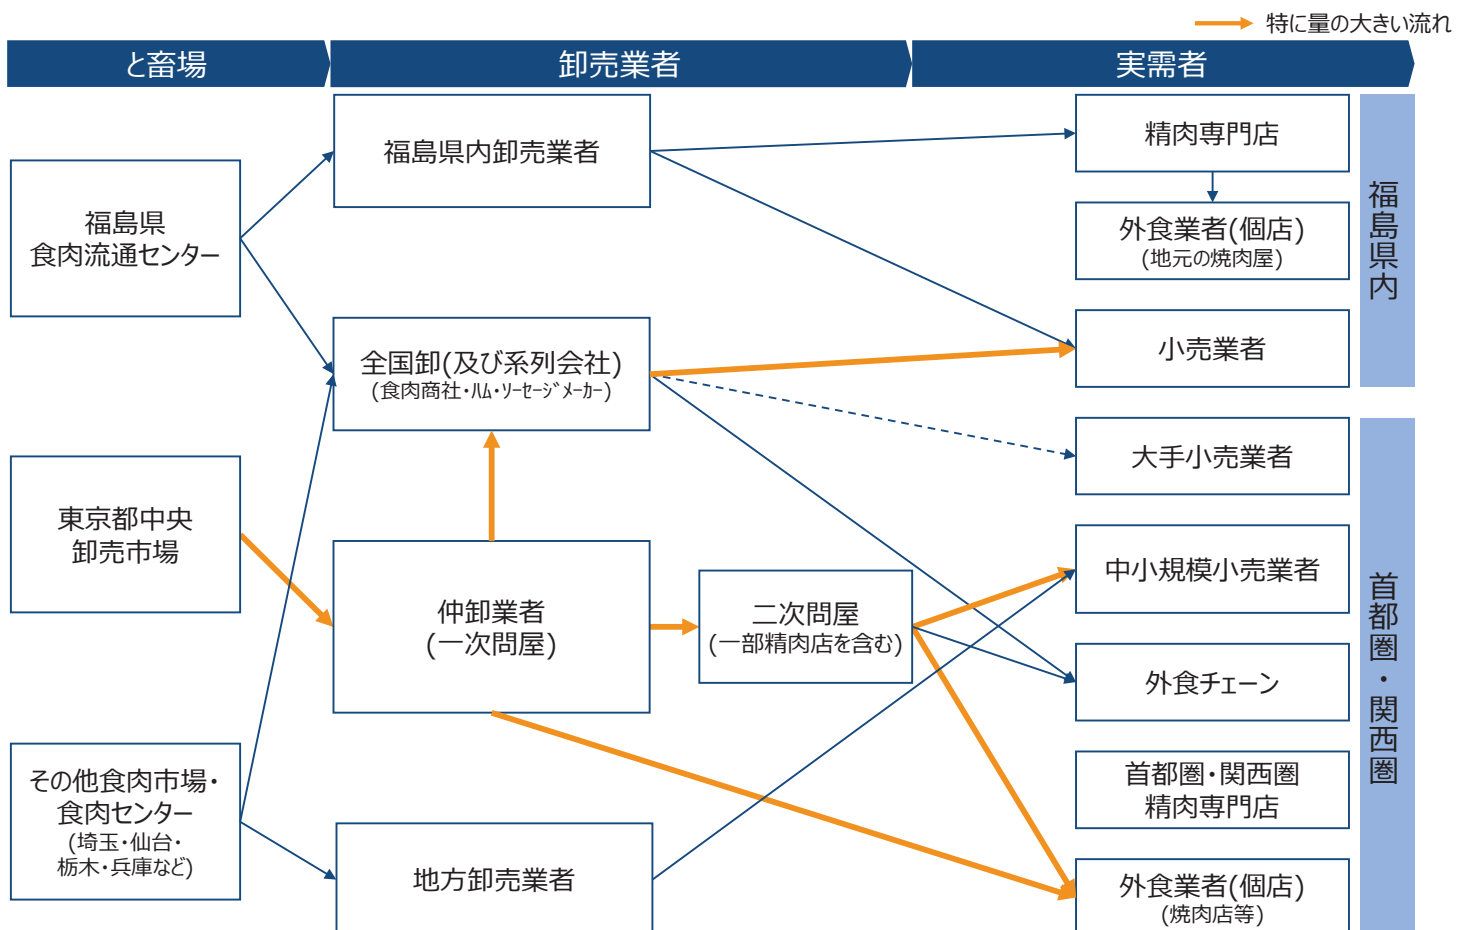 特に量の大きい流れ
と畜場
卸売業者
実需者
福島県
食肉流通センター
東京都中央
卸売市場
その他食肉市場・
食肉センター
(埼玉・仙台・
栃木・兵庫など)
福島県内卸売業者
全国卸(及び系列会社)
(食肉商社・ﾊﾑ・ｿｰｾｰｼﾞﾒｰｶｰ)
仲卸業者
(一次問屋)
二次問屋
(一部精肉店を含む)
地方卸売業者
精肉専門店
外食業者(個店)
(地元の焼肉屋)
小売業者
大手小売業者
中小規模小売業者
外食チェーン
首都圏・関西圏
精肉専門店
外食業者(個店)
(焼肉店等)
福島県内
首都圏・関西圏